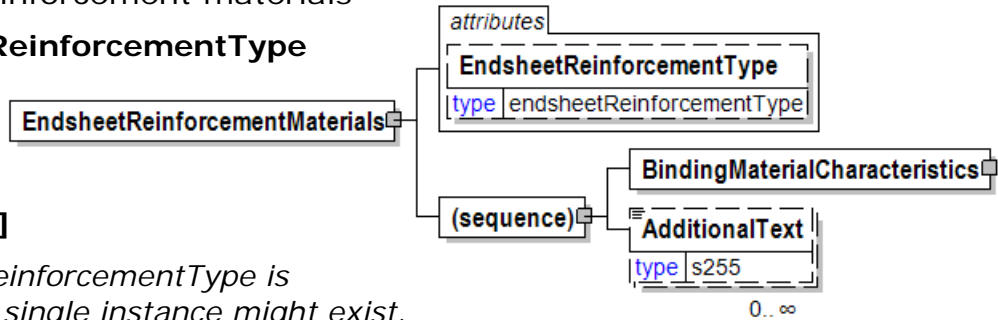 nforcement materials
ReinforcementType
]
einforcementType is
single instance might exist.
attributes
EndsheetReinforcementType
type endsheetReinforcementType
EndsheetReinforcementMaterials
(sequence)
BindingMaterialCharacteristics
AdditionalText
type s255
0.. ∞